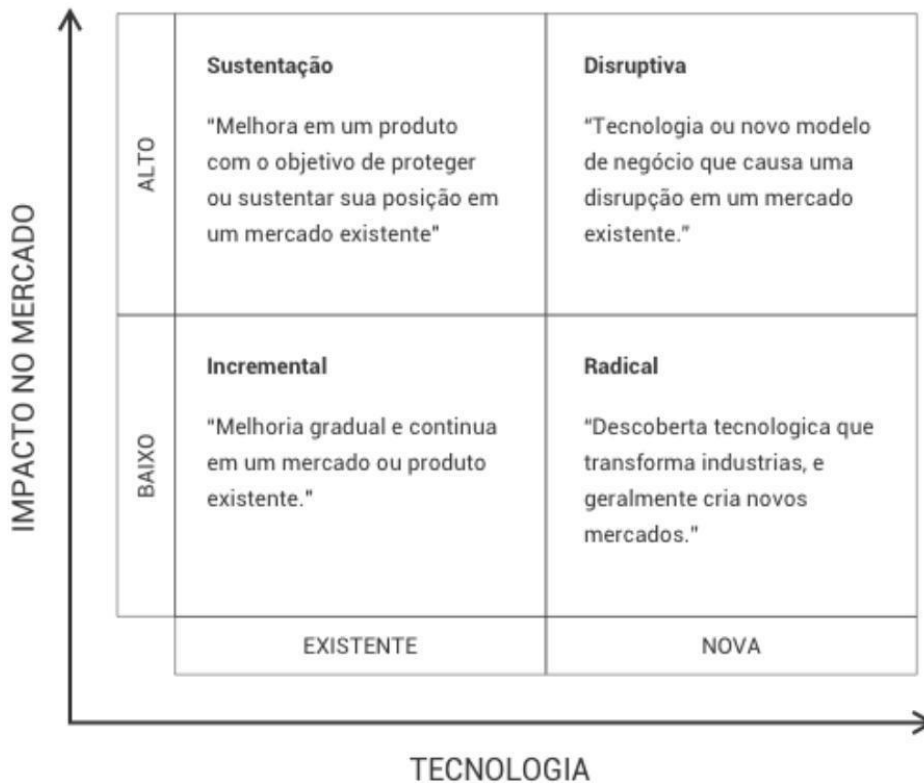 IMPACTO NO MERCADO
ALTO
Sustentação
“Melhora em um produto
com o objetivo de proteger
ou sustentar sua posição em
um mercado existente”
Disruptiva
“Tecnologia ou novo modelo
de negócio que causa uma
disrupção em um mercado
existente.”
BAIXO
Incremental
“Melhoria gradual e continua
em um mercado ou produto
existente.”
Radical
“Descoberta tecnologica que
transforma industrias, e
geralmente cria novos
mercados.”
EXISTENTE
NOVA
TECNOLOGIA